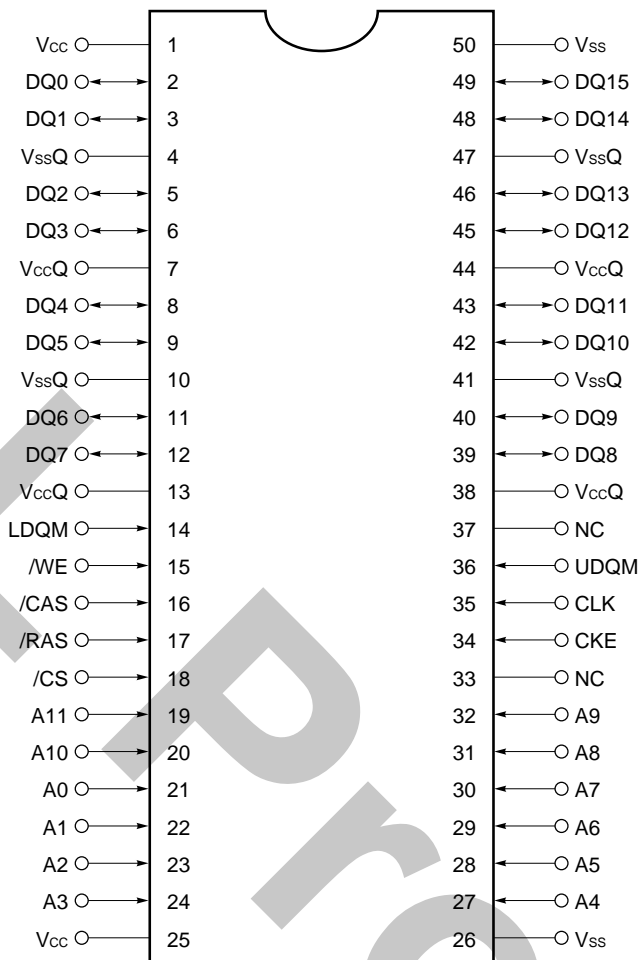 Vcc 1 50 Vss
DQ0 2 49 DQ15
DQ1 3 48 DQ14
VssQ 4 47 VssQ
DQ2 5 46 DQ13
DQ3 6 45 DQ12
VccQ 7 44 VccQ
DQ4 8 43 DQ11
DQ5 9 42 DQ10
VssQ 10 41 VssQ
DQ6 11 40 DQ9
DQ7 12 39 DQ8
VccQ 13 38 VccQ
LDQM 14 37 NC
/WE 15 36 UDQM
/CAS 16 35 CLK
/RAS 17 34 CKE
/CS 18 33 NC
A11 19 32 A9
A10 20 31 A8
A0 21 30 A7
A1 22 29 A6
A2 23 28 A5
A3 24 27 A4
Vcc 25 26 Vss
Pro